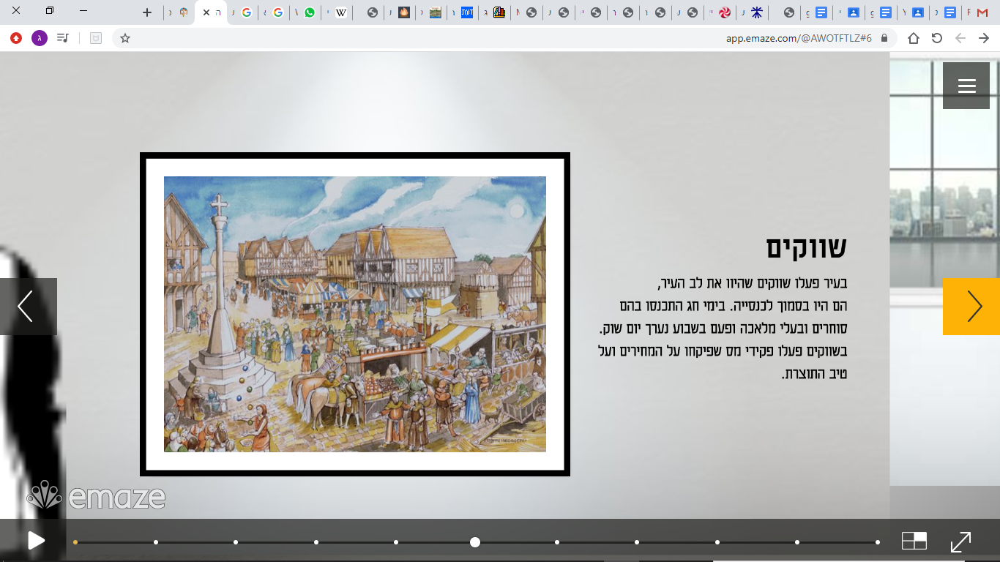 app.emaze.com/@AWOTFTLZ#6
שווקים
בעיר פעלו שווקים שהיוו את לב העיר,
הם היו בסמוך לכנסייה. בימי חג התכנסו בהם
סוחרים ובעלי מלאכה ופעם בשבוע נערך יום שוק.
בשווקים פעלו פקידי מס שפיקחו על המחירים ועל
טיב התוצרת.
emaze